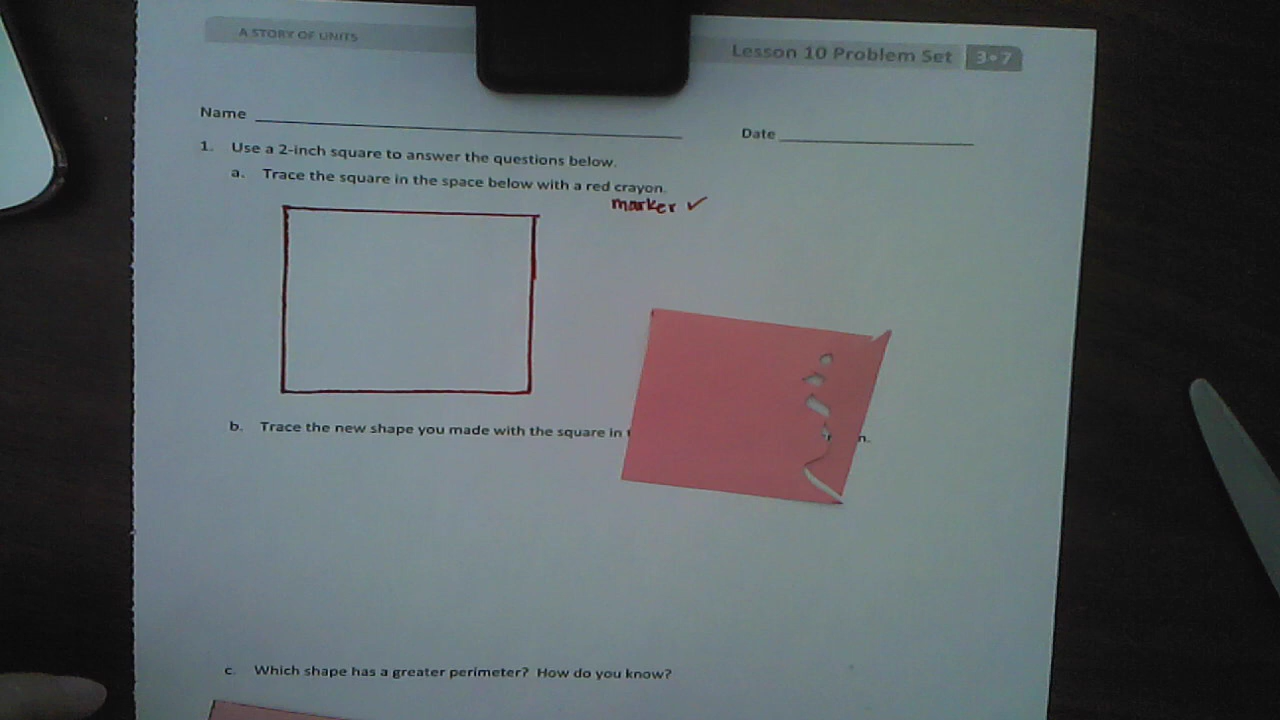 A STORY OF UNITS
Lesson 10 Problem Set 3•7
Name
Date
1. Use a 2-inch square to answer the questions below.
a. Trace the square in the space below with a red crayon.
marker ✓
b. Trace the new shape you made with the square in
n.
c. Which shape has a greater perimeter? How do you know?